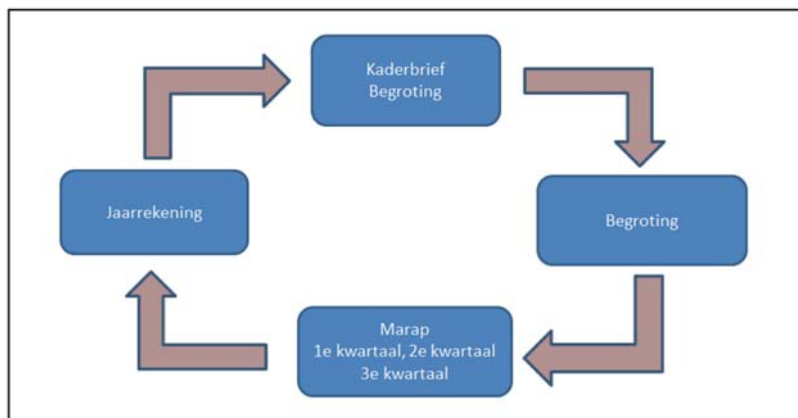 Kaderbrief
Begroting
Jaarrekening
Begroting
Marap
1e kwartaal, 2e kwartaal
3e kwartaal